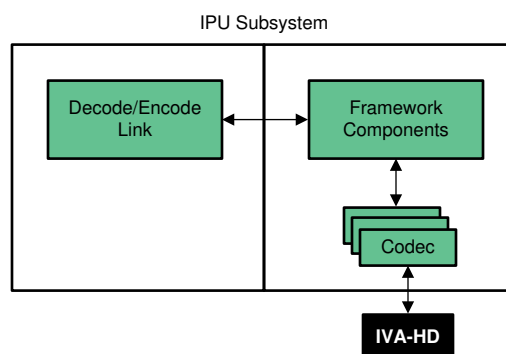 IPU Subsystem
Decode/Encode
Link
Framework
Components
Codec
IVA-HD